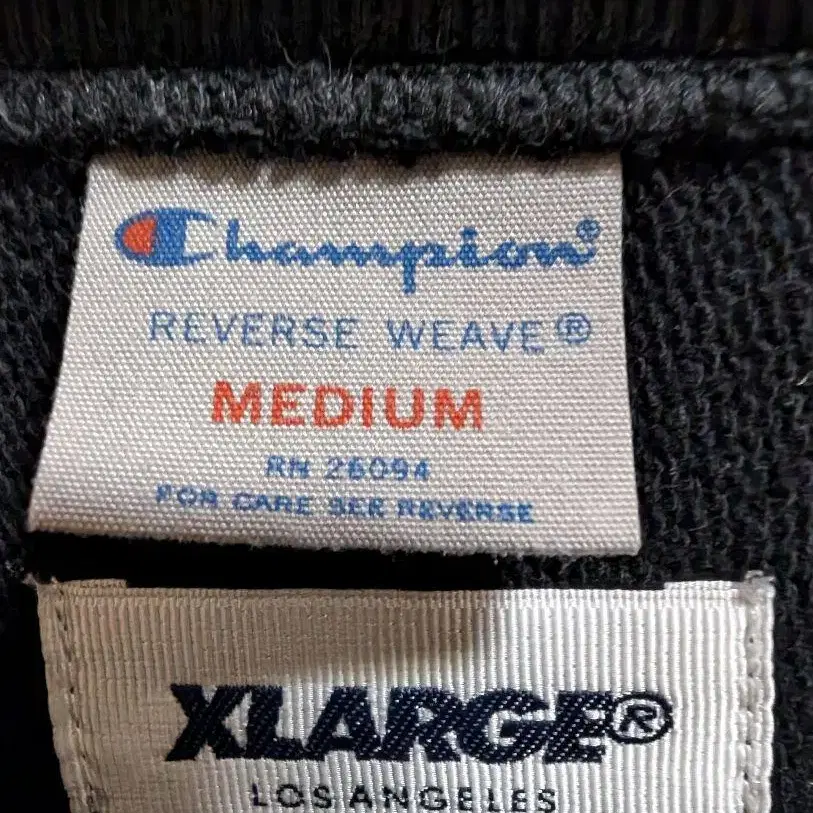 Champion®
REVERSE WEAVE®
MEDIUM
RN 26094
FOR CARE SEE REVERSE
XLARGE®
LOS ANGELES